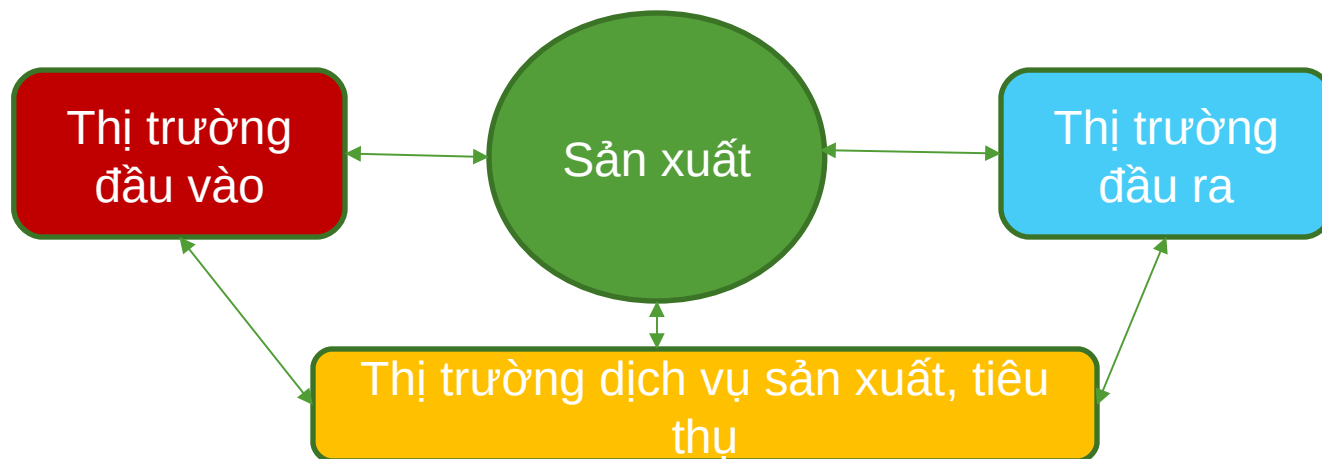 Thị trường
đầu vào
Sản xuất
Thị trường
đầu ra
Thị trường dịch vụ sản xuất, tiêu
thụ